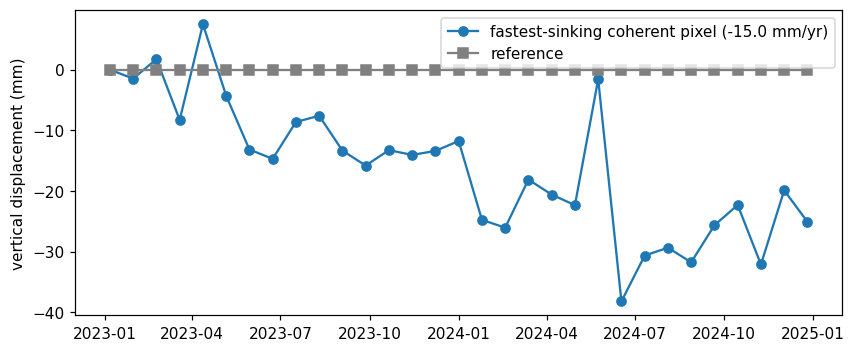 fastest-sinking coherent pixel (-15.0 mm/yr)
reference
vertical displacement (mm)
0
−10
−20
−30
−40
2023-01 2023-04 2023-07 2023-10 2024-01 2024-04 2024-07 2024-10 2025-01